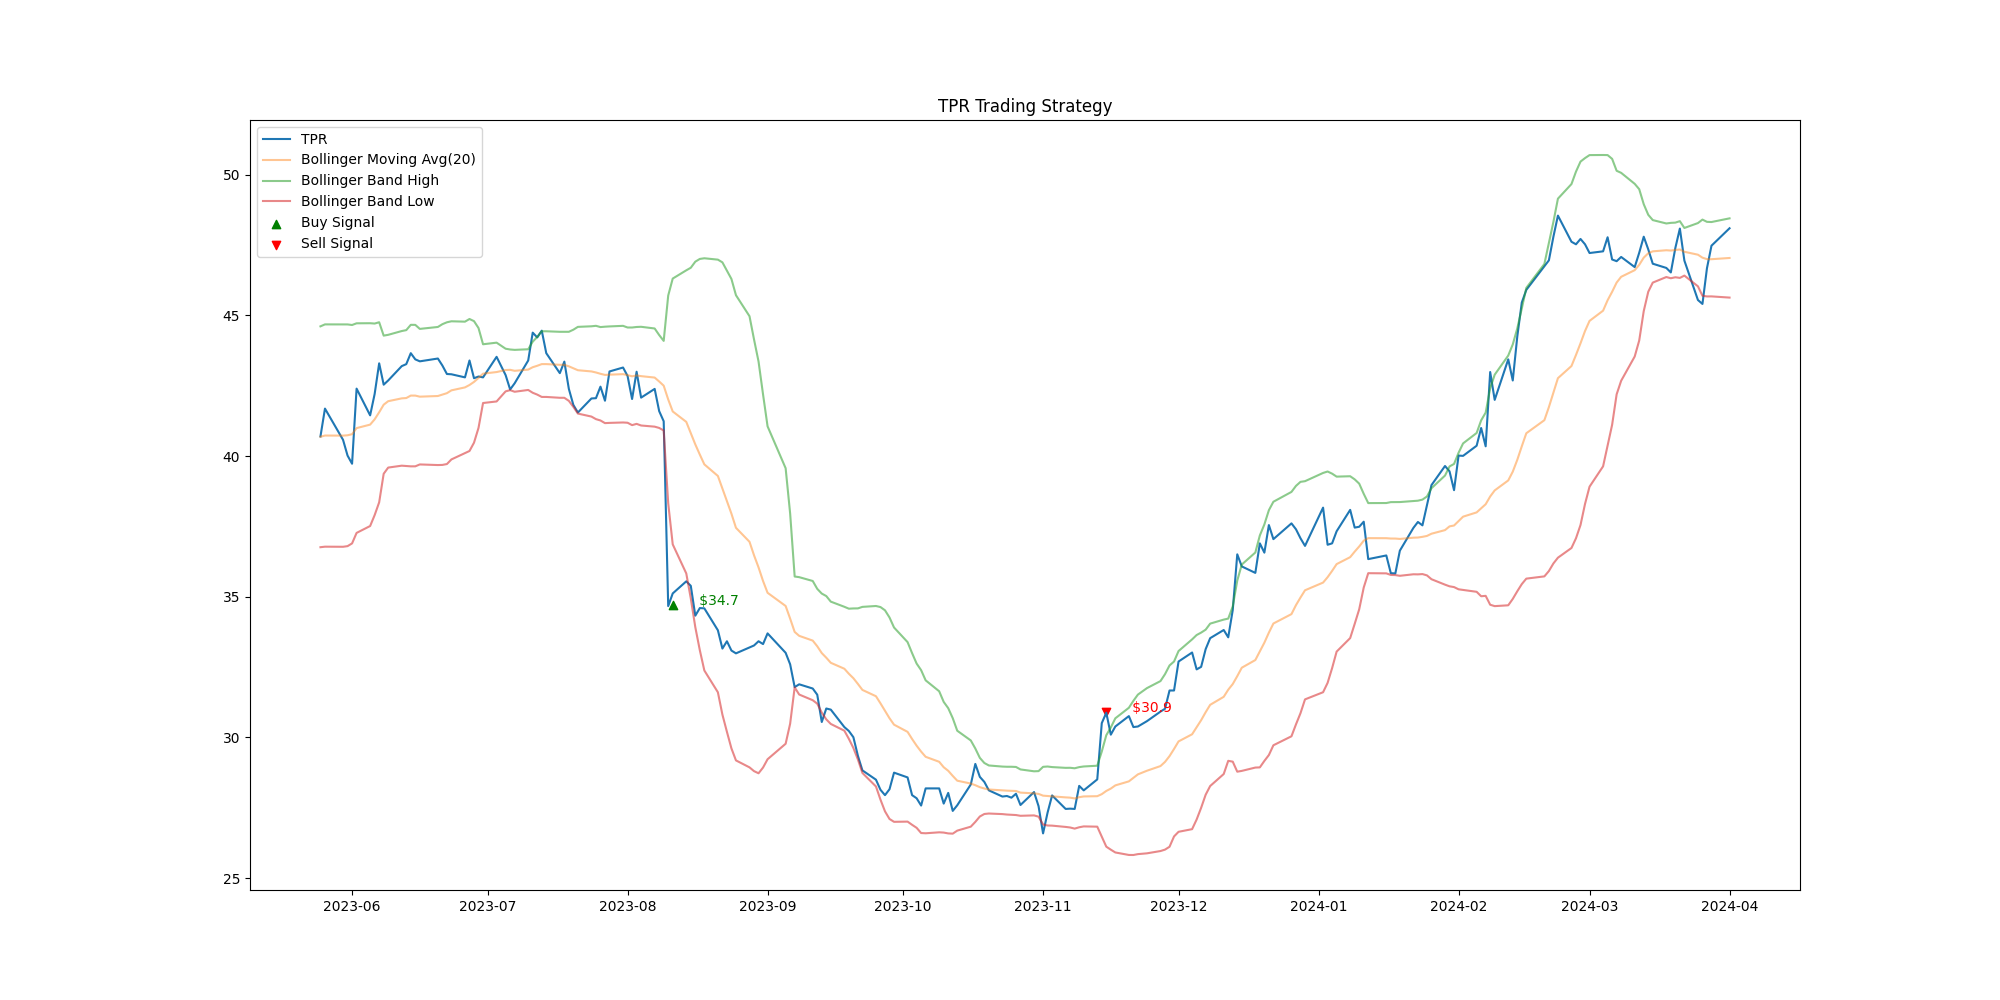 TPR Trading Strategy
TPR
Bollinger Moving Avg(20)
Bollinger Band High
Bollinger Band Low
Buy Signal
Sell Signal
50
45
40
35
30
25
$34.7
$30.9
2023-06 2023-07 2023-08 2023-09 2023-10 2023-11 2023-12 2024-01 2024-02 2024-03 2024-04